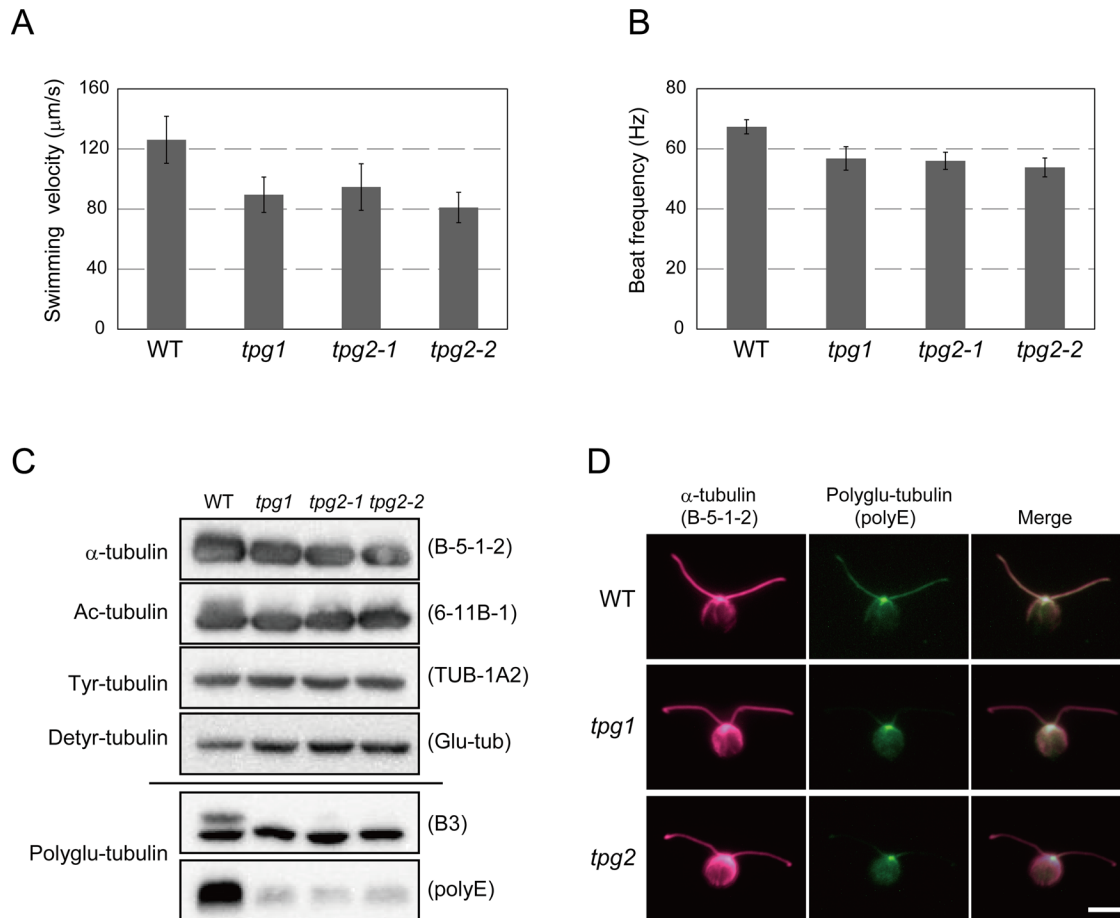 A
Swimming velocity (μm/s)
160
120
80
40
0
WT tpg1 tpg2-1 tpg2-2
B
Beat frequency (Hz)
80
60
40
20
0
WT tpg1 tpg2-1 tpg2-2
C
WT tpg1 tpg2-1 tpg2-2
α-tubulin (B-5-1-2)
Ac-tubulin (6-11B-1)
Tyr-tubulin (TUB-1A2)
Detyr-tubulin (Glu-tub)
Polyglu-tubulin
(B3)
(polyE)
D
α-tubulin
(B-5-1-2)
Polyglu-tubulin
(polyE)
Merge
WT
tpg1
tpg2